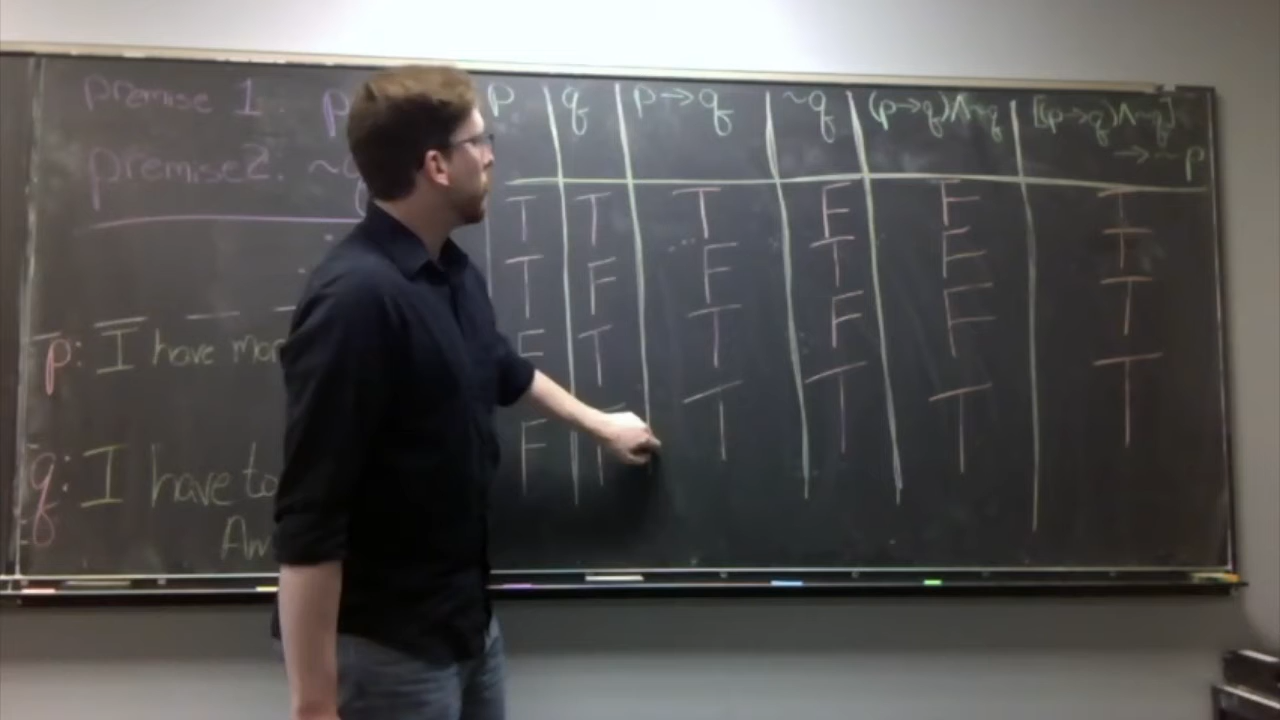 premise 1: p
premise 2: ~q
p: I have mon
q: I have to
An
p q p → q ~q (p→q)∧~q [(p→q)∧~q]
→ ~p
T T T F F T
T F F T F T
F T T F F T
F F T T T T